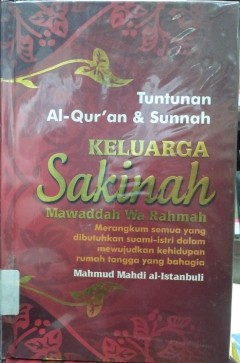 Tuntunan
Al-Qur'an & Sunnah
KELUARGA
Sakinah
Mawaddah Wa Rahmah
Merangkum semua yang
dibutuhkan suami-istri dalam
mewujudkan kehidupan
rumah tangga yang bahagia
Mahmud Mahdi al-Istanbuli